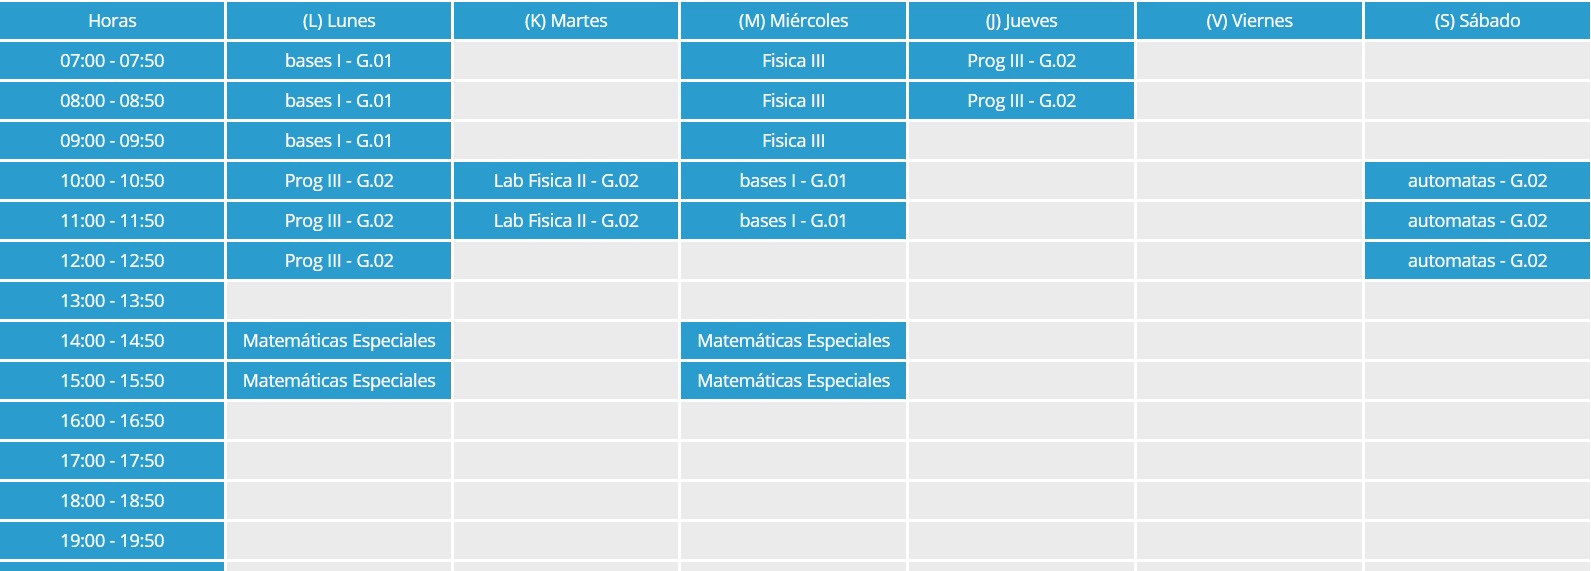 Horas (L) Lunes (K) Martes (M) Miércoles (J) Jueves (V) Viernes (S) Sábado
07:00 - 07:50 bases I - G.01 Fisica III Prog III - G.02
08:00 - 08:50 bases I - G.01 Fisica III Prog III - G.02
09:00 - 09:50 bases I - G.01 Fisica III
10:00 - 10:50 Prog III - G.02 Lab Fisica II - G.02 bases I - G.01 automatas - G.02
11:00 - 11:50 Prog III - G.02 Lab Fisica II - G.02 bases I - G.01 automatas - G.02
12:00 - 12:50 Prog III - G.02 automatas - G.02
13:00 - 13:50
14:00 - 14:50 Matemáticas Especiales Matemáticas Especiales
15:00 - 15:50 Matemáticas Especiales Matemáticas Especiales
16:00 - 16:50
17:00 - 17:50
18:00 - 18:50
19:00 - 19:50